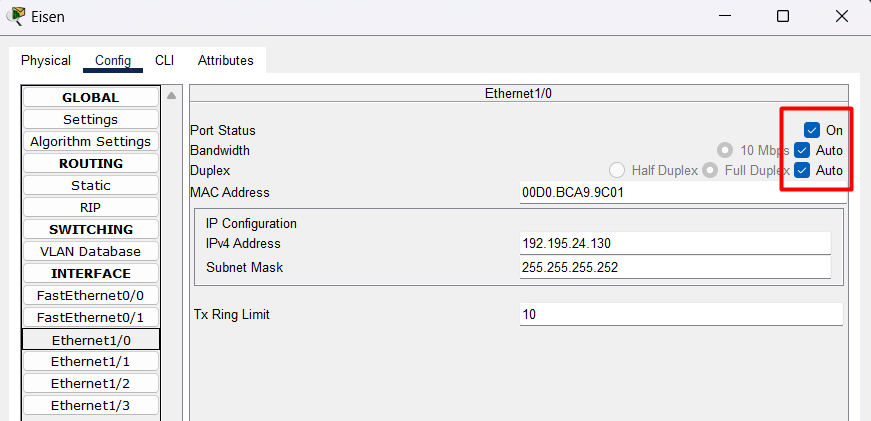 Eisen
Physical Config CLI Attributes
GLOBAL
Settings
Algorithm Settings
ROUTING
Static
RIP
SWITCHING
VLAN Database
INTERFACE
FastEthernet0/0
FastEthernet0/1
Ethernet1/0
Ethernet1/1
Ethernet1/2
Ethernet1/3
Ethernet1/0
Port Status On
Bandwidth 10 Mbps Auto
Duplex Half Duplex Full Duplex Auto
MAC Address 00D0.BCA9.9C01
IP Configuration
IPv4 Address 192.195.24.130
Subnet Mask 255.255.255.252
Tx Ring Limit 10